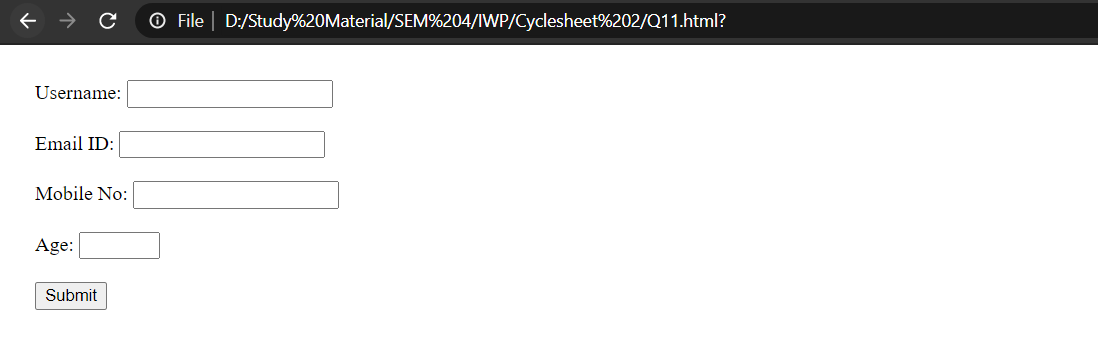 File D:/Study%20Material/SEM%204/IWP/Cyclesheet%202/Q11.html?
Username:
Email ID:
Mobile No:
Age:
Submit